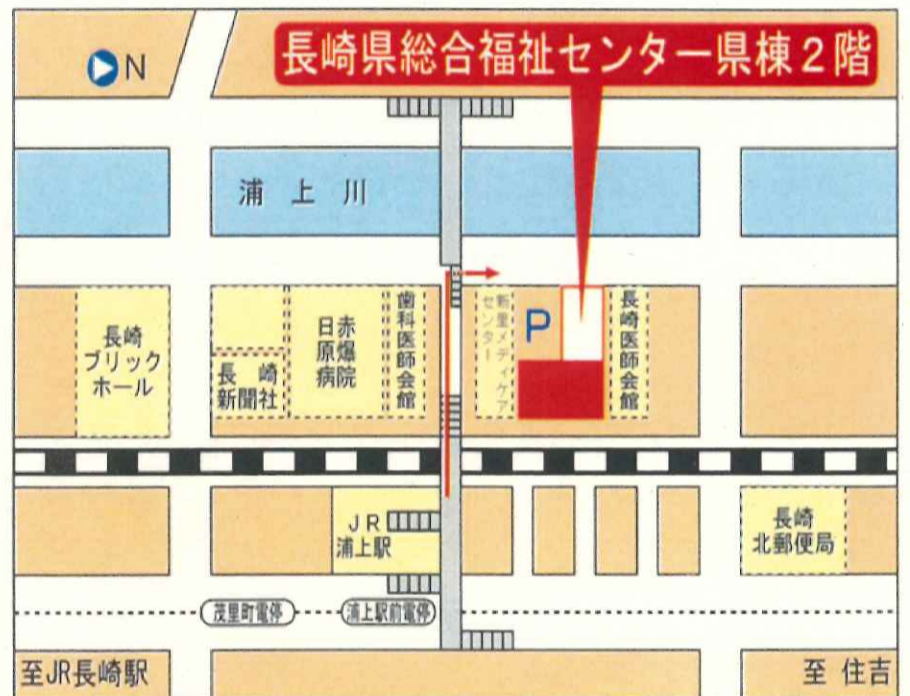 N
長崎県総合福祉センター県棟2階
浦上川
長崎
ブリック
ホール
長崎
新聞社
日赤
原爆
病院
歯科医師会館
新里メディケア
センター
P
長崎医師会館
JR
浦上駅
長崎
北郵便局
茂里町電停
浦上駅前電停
至JR長崎駅
至 住吉